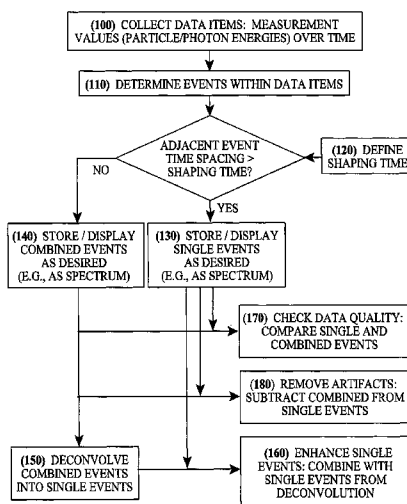 (100) COLLECT DATA ITEMS: MEASUREMENT
VALUES (PARTICLE/PHOTON ENERGIES) OVER TIME
(110) DETERMINE EVENTS WITHIN DATA ITEMS
ADJACENT EVENT
TIME SPACING >
SHAPING TIME?
(120) DEFINE
SHAPING TIME
NO
YES
(140) STORE / DISPLAY
COMBINED EVENTS
AS DESIRED
(E.G., AS SPECTRUM)
(130) STORE / DISPLAY
SINGLE EVENTS
AS DESIRED
(E.G., AS SPECTRUM)
(170) CHECK DATA QUALITY:
COMPARE SINGLE AND
COMBINED EVENTS
(180) REMOVE ARTIFACTS:
SUBTRACT COMBINED FROM
SINGLE EVENTS
(150) DECONVOLVE
COMBINED EVENTS
INTO SINGLE EVENTS
(160) ENHANCE SINGLE
EVENTS: COMBINE WITH
SINGLE EVENTS FROM
DECONVOLUTION